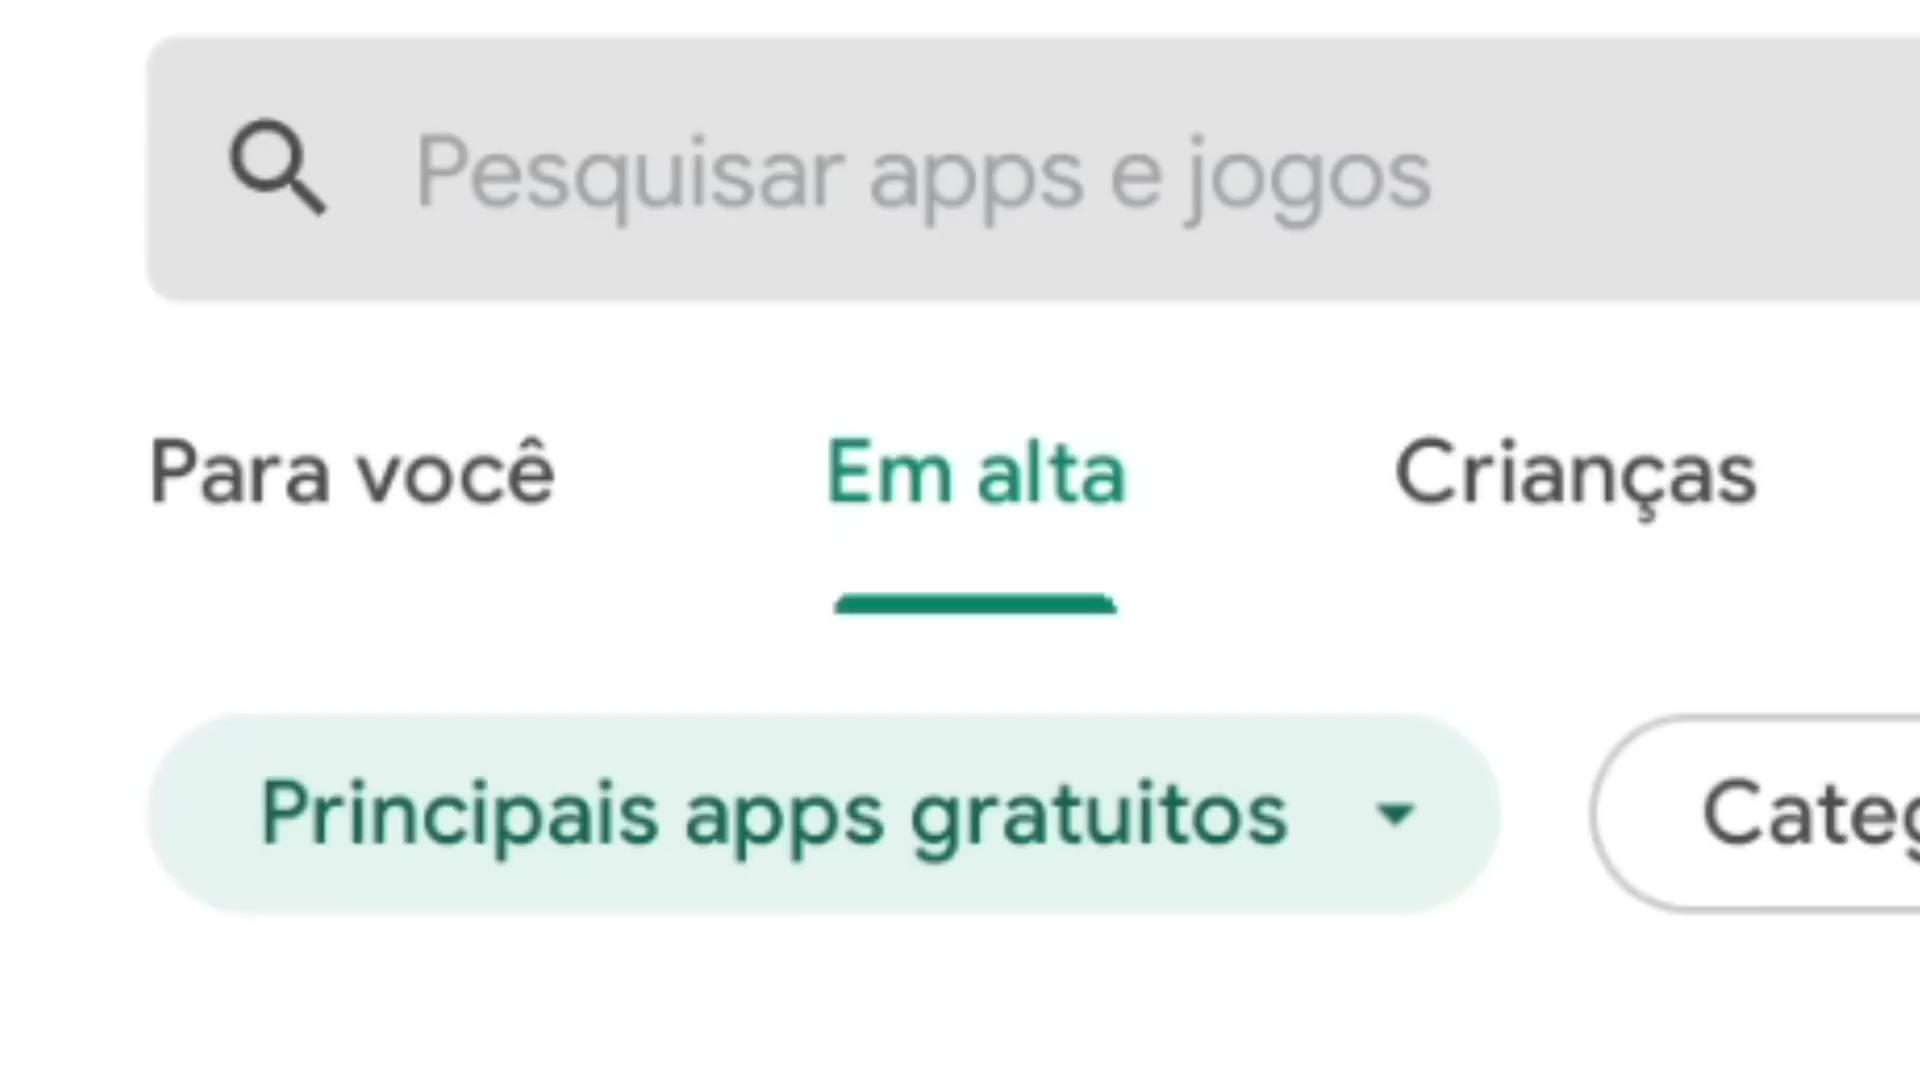 Pesquisar apps e jogos
Para você Em alta Crianças
Principais apps gratuitos